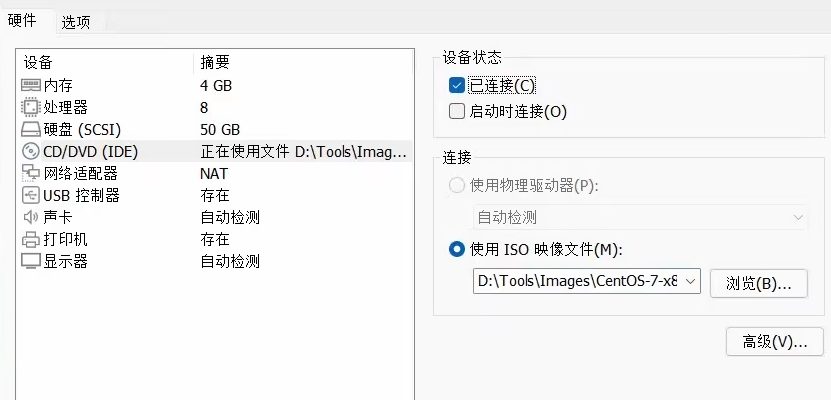 硬件 选项
设备 摘要
内存 4 GB
处理器 8
硬盘 (SCSI) 50 GB
CD/DVD (IDE) 正在使用文件 D:\Tools\Imag...
网络适配器 NAT
USB 控制器 存在
声卡 自动检测
打印机 存在
显示器 自动检测
设备状态
已连接(C)
启动时连接(O)
连接
使用物理驱动器(P):
自动检测
使用 ISO 映像文件(M):
D:\Tools\Images\CentOS-7-x8 浏览(B)...
高级(V)...